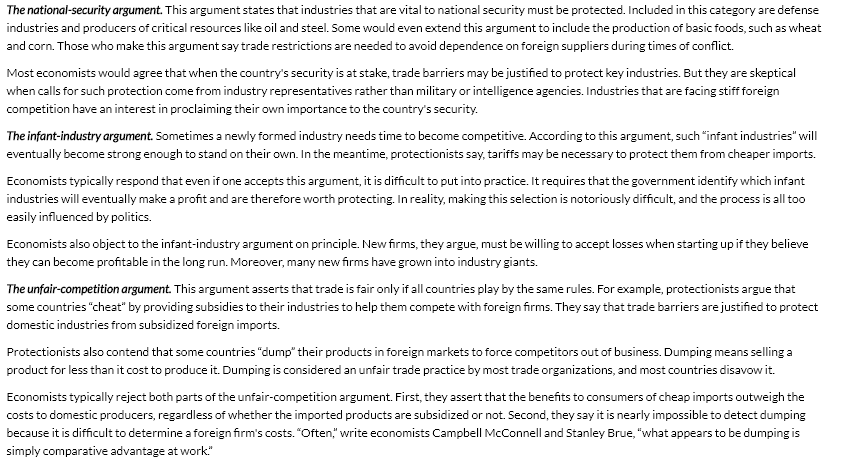 The national-security argument. This argument states that industries that are vital to national security must be protected. Included in this category are defense
industries and producers of critical resources like oil and steel. Some would even extend this argument to include the production of basic foods, such as wheat
and corn. Those who make this argument say trade restrictions are needed to avoid dependence on foreign suppliers during times of conflict.
Most economists would agree that when the country's security is at stake, trade barriers may be justified to protect key industries. But they are skeptical
when calls for such protection come from industry representatives rather than military or intelligence agencies. Industries that are facing stiff foreign
competition have an interest in proclaiming their own importance to the country's security.
The infant-industry argument. Sometimes a newly formed industry needs time to become competitive. According to this argument, such “infant industries” will
eventually become strong enough to stand on their own. In the meantime, protectionists say, tariffs may be necessary to protect them from cheaper imports.
Economists typically respond that even if one accepts this argument, it is difficult to put into practice. It requires that the government identify which infant
industries will eventually make a profit and are therefore worth protecting. In reality, making this selection is notoriously difficult, and the process is all too
easily influenced by politics.
Economists also object to the infant-industry argument on principle. New firms, they argue, must be willing to accept losses when starting up if they believe
they can become profitable in the long run. Moreover, many new firms have grown into industry giants.
The unfair-competition argument. This argument asserts that trade is fair only if all countries play by the same rules. For example, protectionists argue that
some countries “cheat” by providing subsidies to their industries to help them compete with foreign firms. They say that trade barriers are justified to protect
domestic industries from subsidized foreign imports.
Protectionists also contend that some countries “dump” their products in foreign markets to force competitors out of business. Dumping means selling a
product for less than it cost to produce it. Dumping is considered an unfair trade practice by most trade organizations, and most countries disavow it.
Economists typically reject both parts of the unfair-competition argument. First, they assert that the benefits to consumers of cheap imports outweigh the
costs to domestic producers, regardless of whether the imported products are subsidized or not. Second, they say it is nearly impossible to detect dumping
because it is difficult to determine a foreign firm's costs. “Often,” write economists Campbell McConnell and Stanley Brue, “what appears to be dumping is
simply comparative advantage at work.”